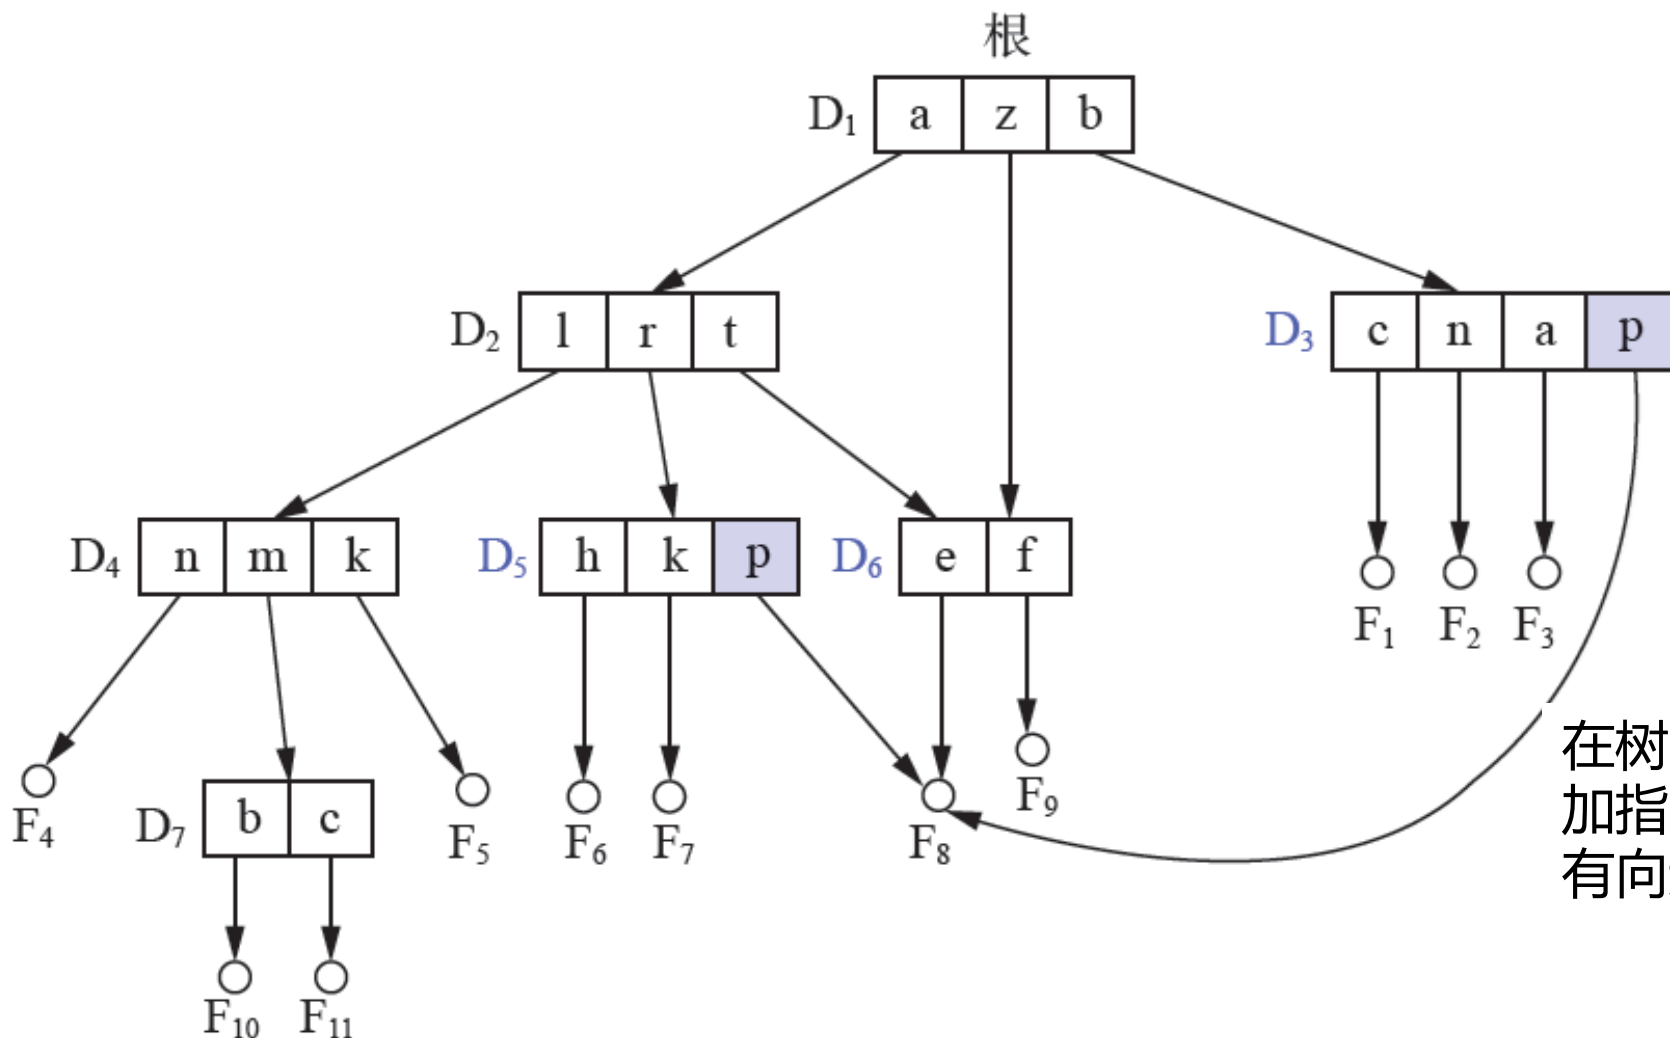 根
D₁ a z b
D₂ l r t
D₃ c n a p
D₄ n m k
D₅ h k p
D₆ e f
F₁ F₂ F₃
在树
加指
有向
F₄
D₇ b c
F₅
F₆ F₇
F₈
F₉
F₁₀ F₁₁